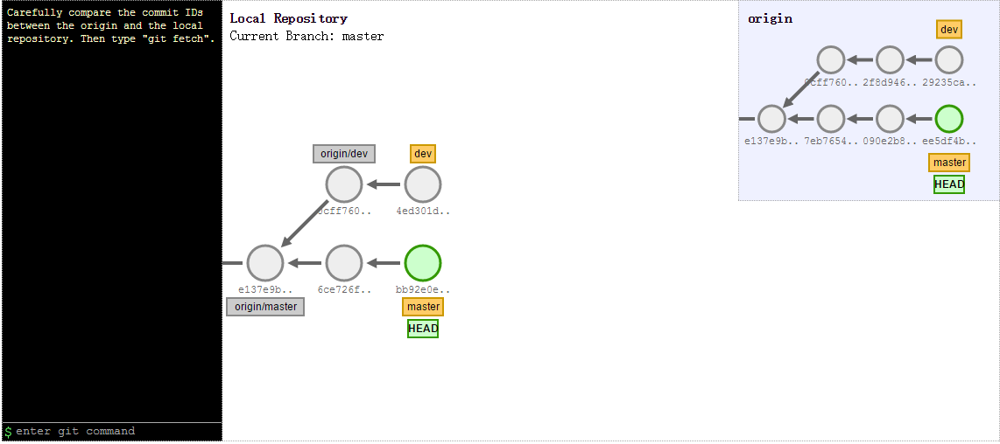 Carefully compare the commit IDs
between the origin and the local
repository. Then type "git fetch".
$ enter git command
Local Repository
Current Branch: master
origin/dev
dev
cff760..
4ed301d..
e137e9b..
6ce726f..
bb92e0e..
origin/master
master
HEAD
origin
dev
cff760..
2f8d946..
29235ca..
e137e9b..
7eb7654..
090e2b8..
ee5df4b..
master
HEAD